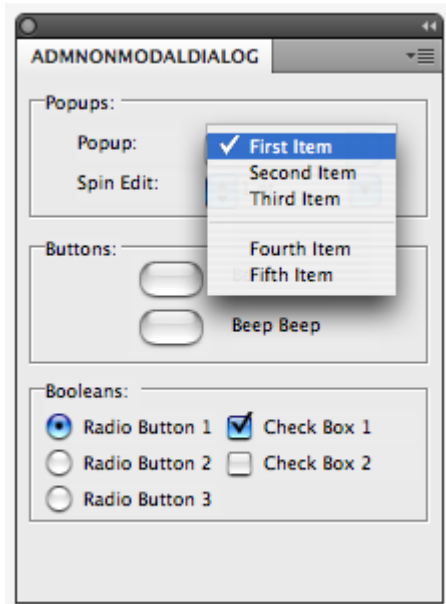 ADMNONMODALDIALOG
Popups:
Popup:
First Item
Second Item
Spin Edit:
Third Item
Fourth Item
Fifth Item
Buttons:
Beep Beep
Booleans:
Radio Button 1 Check Box 1
Radio Button 2 Check Box 2
Radio Button 3